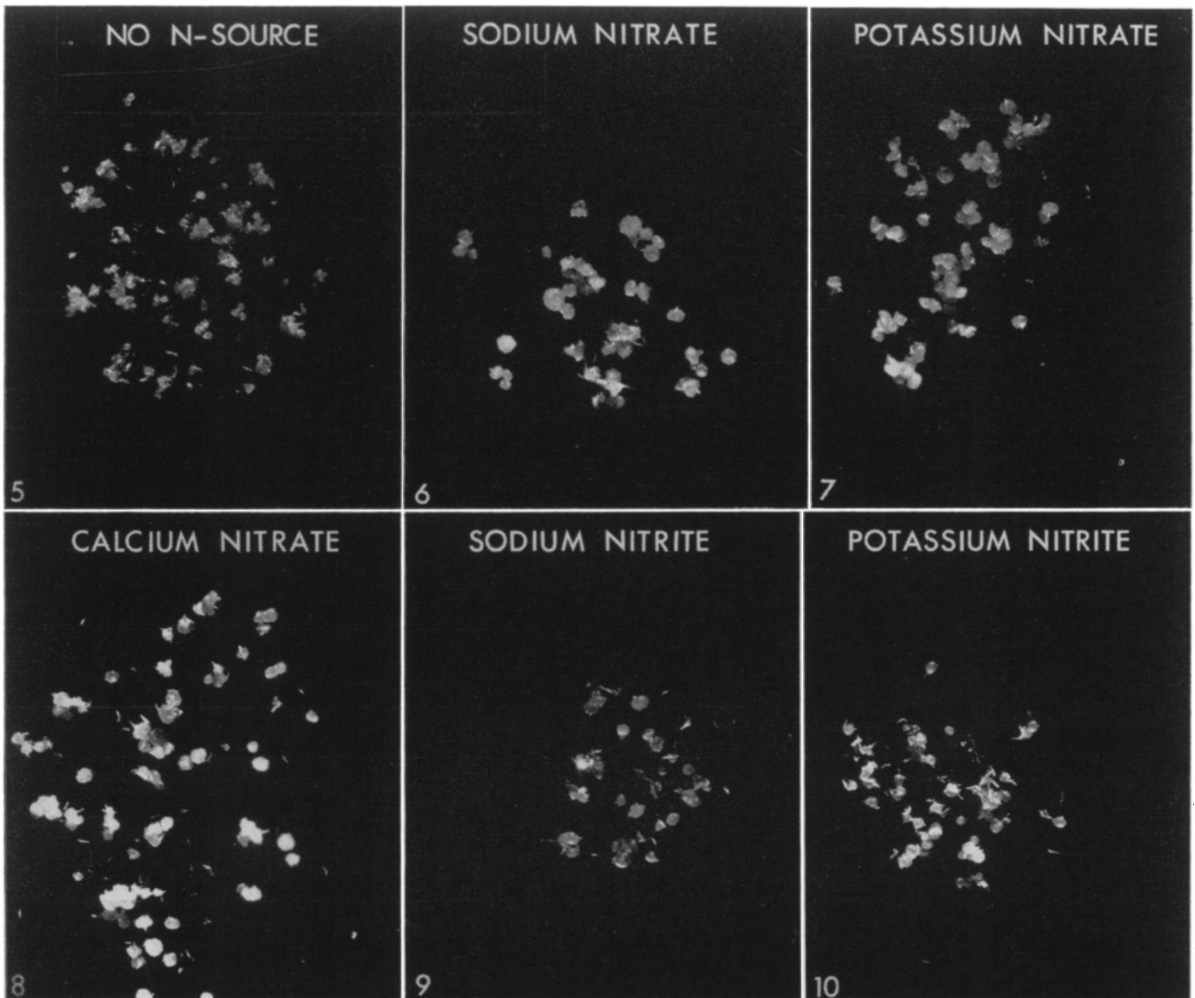 NO N-SOURCE
SODIUM NITRATE
POTASSIUM NITRATE
5
6
7
CALCIUM NITRATE
SODIUM NITRITE
POTASSIUM NITRITE
8
9
10